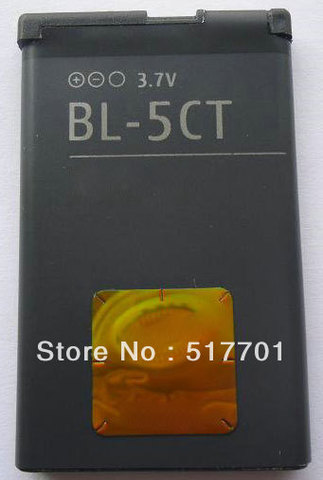 ⊕⊖○ 3.7V
BL-5CT
Store No : 517701